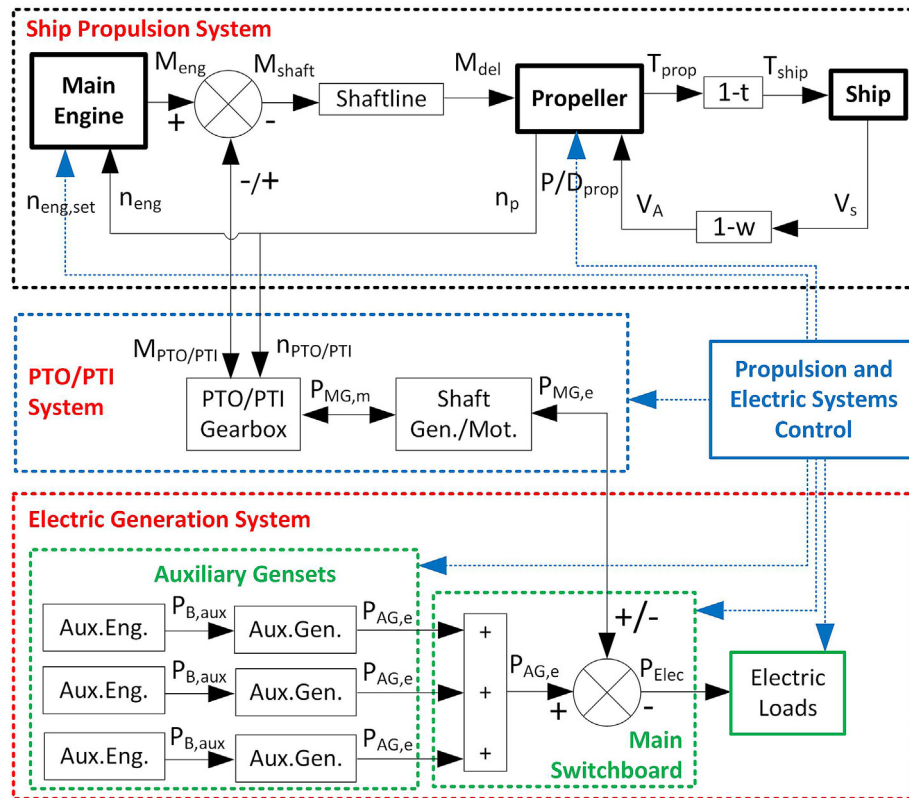 Ship Propulsion System
Main
Engine
M_eng
+
M_shaft
-
Shaftline
M_del
Propeller
T_prop
1-t
T_ship
Ship
-/+
n_eng,set
n_eng
n_p
P/D_prop
V_A
1-w
V_s
PTO/PTI
System
M_PTO/PTI
n_PTO/PTI
PTO/PTI
Gearbox
P_MG,m
Shaft
Gen./Mot.
P_MG,e
Propulsion and
Electric Systems
Control
Electric Generation System
Auxiliary Gensets
Aux.Eng.
P_B,aux
Aux.Gen.
P_AG,e
+
Aux.Eng.
P_B,aux
Aux.Gen.
P_AG,e
+
Aux.Eng.
P_B,aux
Aux.Gen.
P_AG,e
+
P_AG,e
+
+/-
P_Elec
-
Electric
Loads
Main
Switchboard